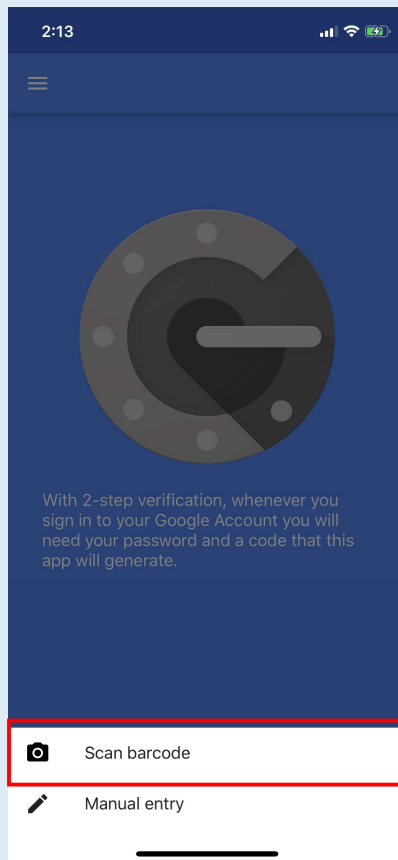 2:13
With 2-step verification, whenever you
sign in to your Google Account you will
need your password and a code that this
app will generate.
Scan barcode
Manual entry